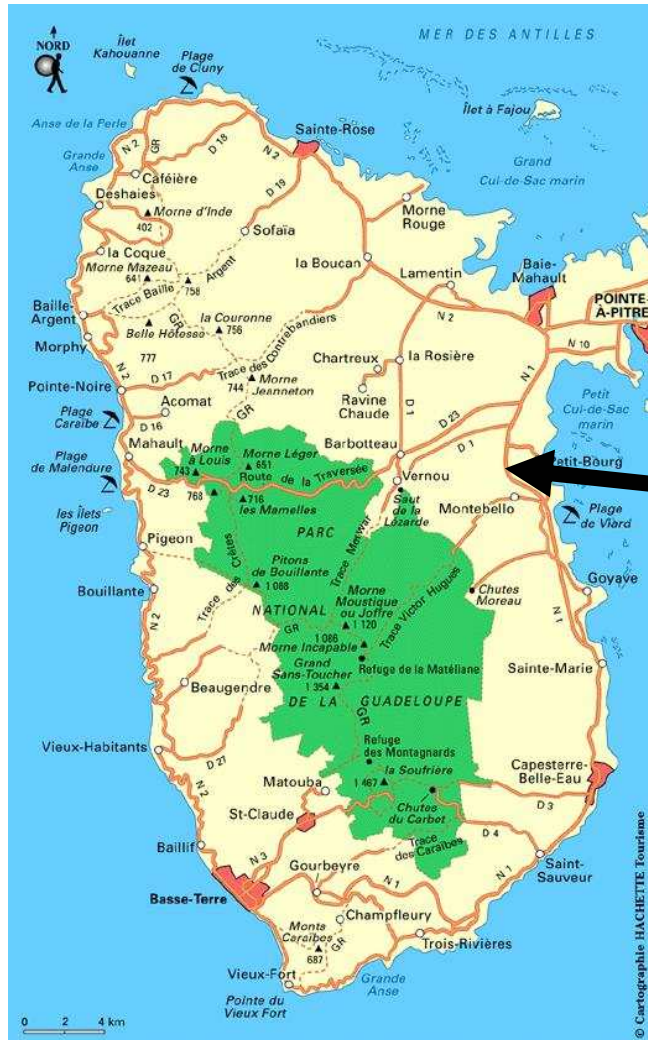 NORD
Îlet
Kahouanne
Plage
de Cluny
MER DES ANTILLES
Îlet à Fajou
Grand
Cul-de-Sac marin
Anse de la Perle
Grande
Anse
N 2
GR
D 18
N 2
Sainte-Rose
D 19
Caféière
Deshaies
Morne d'Inde
402
Sofaïa
Morne
Rouge
la Coque
Morne Mazeau
641
758
Trace Baille Argent
la Boucan
Lamentin
Baie-
Mahault
POINTE-
À-PITRE
Baille-
Argent
Morphy
GR
la Couronne
756
Belle Hôtesse
777
N 2
N 10
N 2
D 17
Trace des Contrebandiers
Chartreux
la Rosière
744
Morne
Jeanneton
Ravine
Chaude
D 1
Petit
Cul-de-Sac
marin
Pointe-Noire
Acomat
D 16
GR
D 23
Plage
Caraïbe
Mahault
Morne
à Louis
743
Morne Léger
651
Barbotteau
D 1
Petit-Bourg
Plage
de Malendure
Route de la Traversée
D 23
768
716
les Mamelles
Vernou
Saut
de la
Lézarde
Montebello
Plage
de Viard
les Îlets
Pigeon
PARC
Pigeon
Trace des Crêtes
Trace Merwar
Pitons
de Bouillante
1 088
Bouillante
N 2
NATIONAL
Morne
Moustique
ou Joffre
1 120
Trace Victor Hugues
Chutes
Moreau
Goyave
N 1
GR
1 086
Morne Incapable
Grand
Sans-Toucher
1 354
Refuge de la Matéliane
Sainte-Marie
Beaugendre
DE LA GUADELOUPE
GR
Vieux-Habitants
D 27
N 2
Refuge
des Montagnards
la Soufrière
1 467
Capesterre-
Belle-Eau
Matouba
St-Claude
Chutes
du Carbet
D 3
Baillif
N 3
Trace
des Caraïbes
D 4
Gourbeyre
N 1
N 1
Saint-
Sauveur
Basse-Terre
Champfleury
Monts
Caraïbes
687
GR
Trois-Rivières
Vieux-Fort
Grande
Anse
Pointe du
Vieux Fort
0 2 4 km
© Cartographie HACHETTE Tourisme